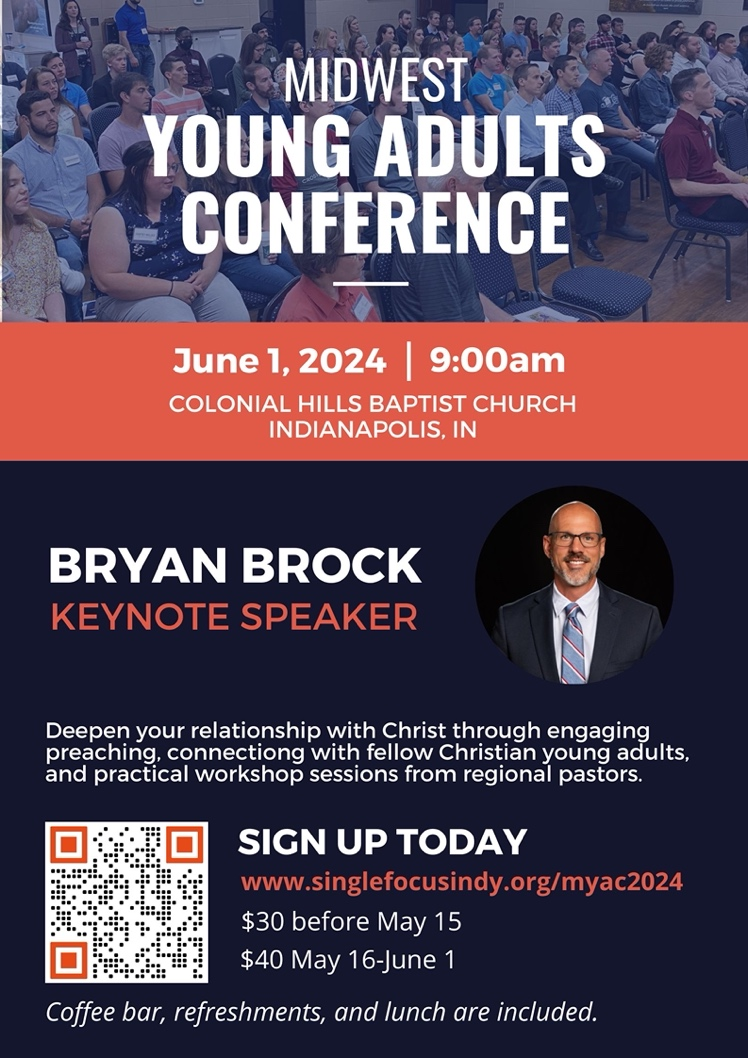 MIDWEST
YOUNG ADULTS
CONFERENCE
June 1, 2024 | 9:00am
COLONIAL HILLS BAPTIST CHURCH
INDIANAPOLIS, IN
BRYAN BROCK
KEYNOTE SPEAKER
Deepen your relationship with Christ through engaging
preaching, connectiong with fellow Christian young adults,
and practical workshop sessions from regional pastors.
SIGN UP TODAY
www.singlefocusindy.org/myac2024
$30 before May 15
$40 May 16-June 1
Coffee bar, refreshments, and lunch are included.